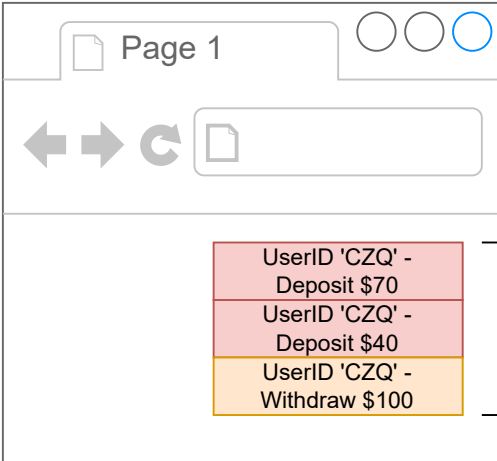 Page 1
UserID 'CZQ' -
Deposit $70
UserID 'CZQ' -
Deposit $40
UserID 'CZQ' -
Withdraw $100